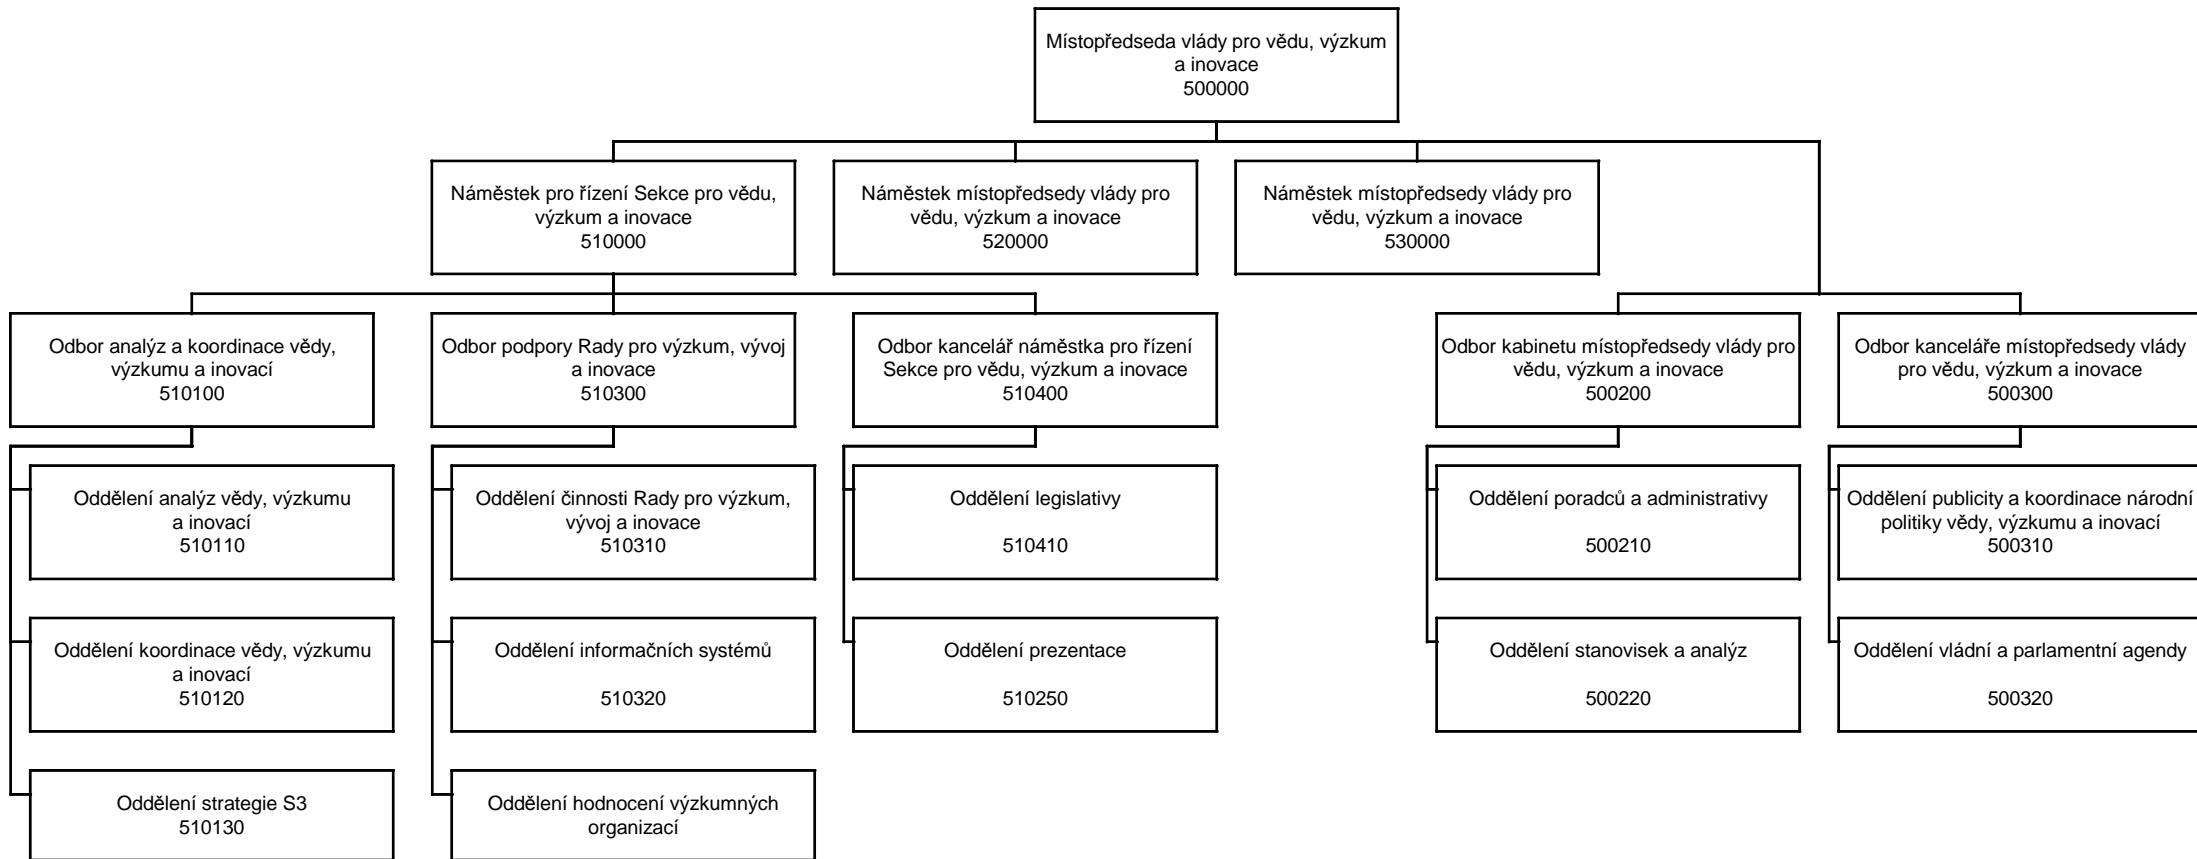 Místopředseda vlády pro vědu, výzkum
a inovace
500000
Náměstek pro řízení Sekce pro vědu,
výzkum a inovace
510000
Náměstek místopředsedy vlády pro
vědu, výzkum a inovace
520000
Náměstek místopředsedy vlády pro
vědu, výzkum a inovace
530000
Odbor analýz a koordinace vědy,
výzkumu a inovací
510100
Odbor podpory Rady pro výzkum, vývoj
a inovace
510300
Odbor kancelář náměstka pro řízení
Sekce pro vědu, výzkum a inovace
510400
Odbor kabinetu místopředsedy vlády pro
vědu, výzkum a inovace
500200
Odbor kanceláře místopředsedy vlády
pro vědu, výzkum a inovace
500300
Oddělení analýz vědy, výzkumu
a inovací
510110
Oddělení činnosti Rady pro výzkum,
vývoj a inovace
510310
Oddělení legislativy
510410
Oddělení poradců a administrativy
500210
Oddělení publicity a koordinace národní
politiky vědy, výzkumu a inovací
500310
Oddělení koordinace vědy, výzkumu
a inovací
510120
Oddělení informačních systémů
510320
Oddělení prezentace
510250
Oddělení stanovisek a analýz
500220
Oddělení vládní a parlamentní agendy
500320
Oddělení strategie S3
510130
Oddělení hodnocení výzkumných
organizací